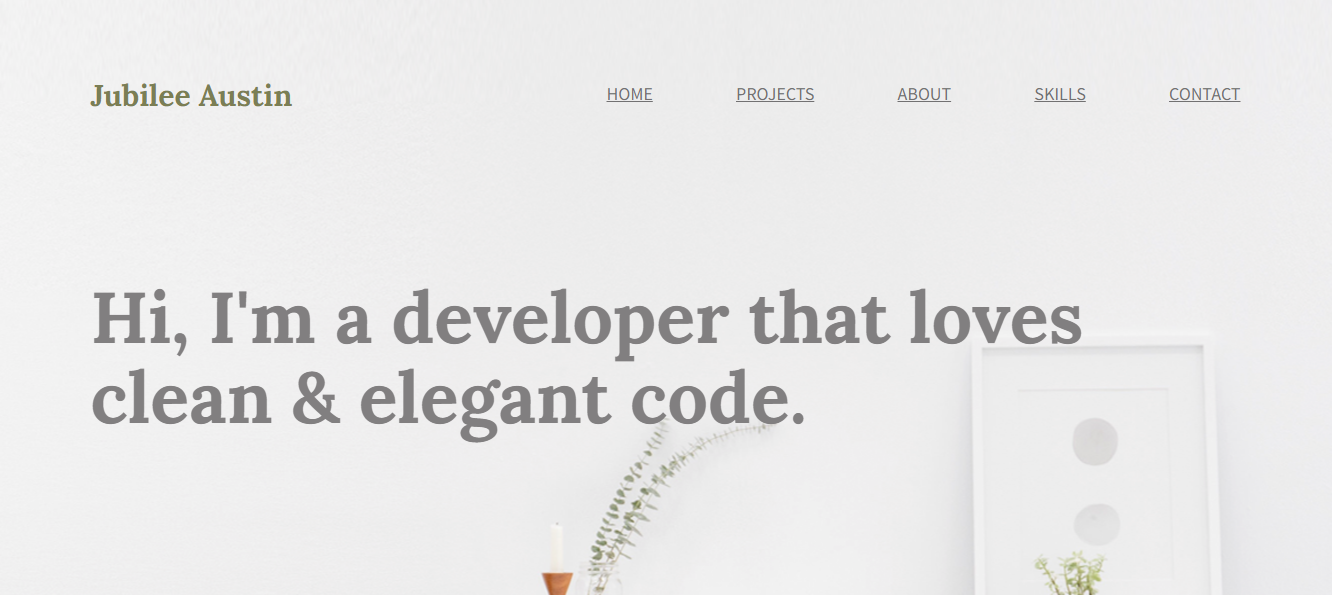 Jubilee Austin
HOME PROJECTS ABOUT SKILLS CONTACT
Hi, I'm a developer that loves
clean & elegant code.